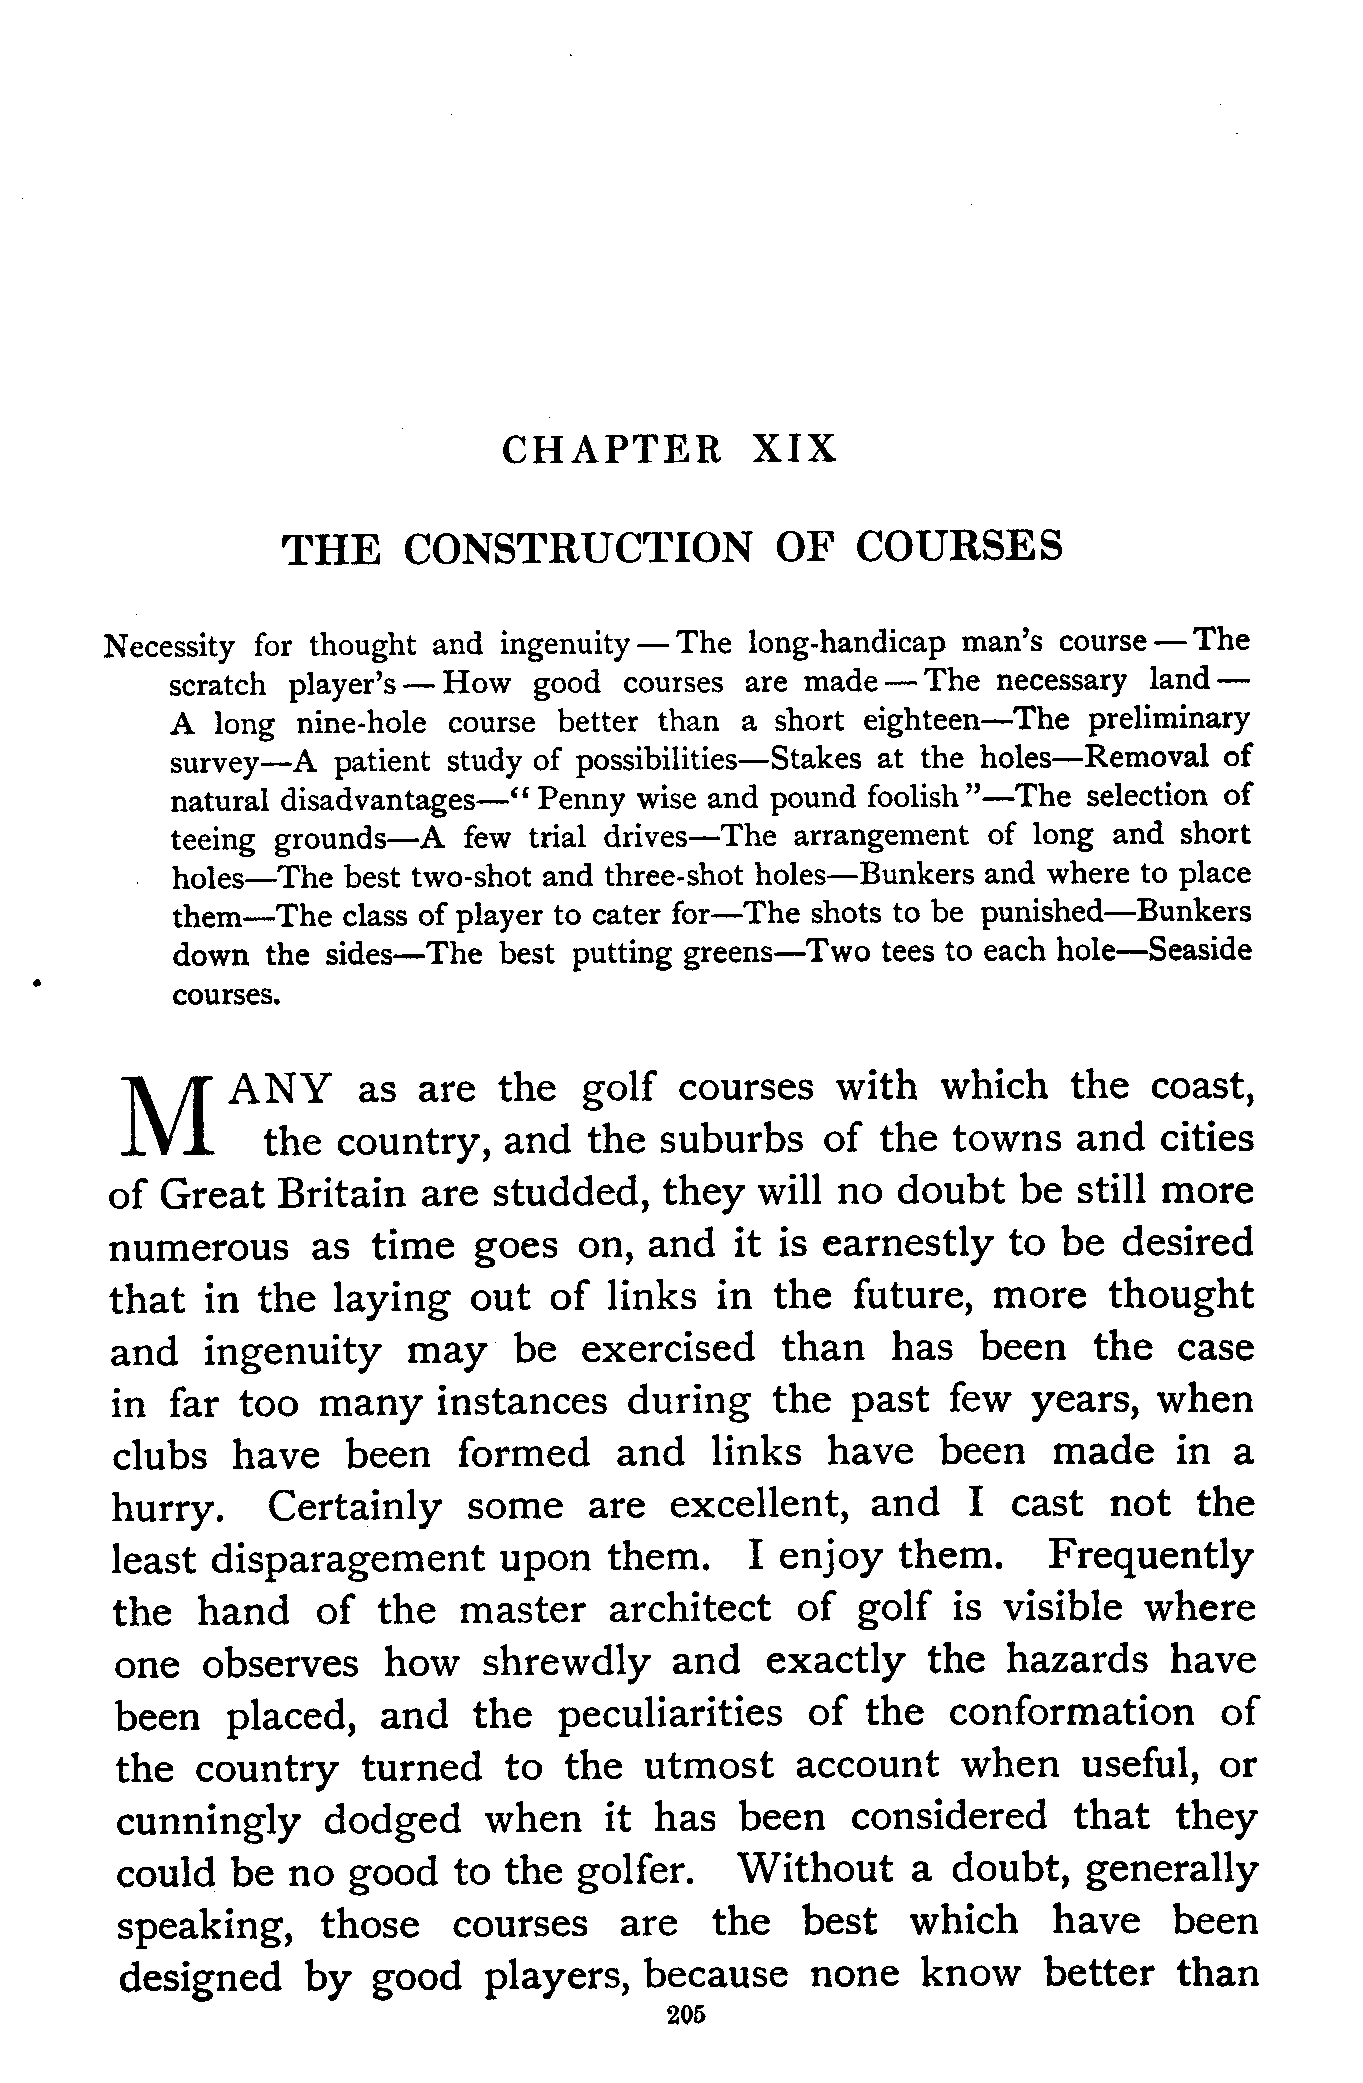 CHAPTER XIX
THE CONSTRUCTION OF COURSES
Necessity for thought and ingenuity — The long-handicap man's course — The
scratch player's — How good courses are made — The necessary land —
A long nine-hole course better than a short eighteen—The preliminary
survey—A patient study of possibilities—Stakes at the holes—Removal of
natural disadvantages—“ Penny wise and pound foolish ”—The selection of
teeing grounds—A few trial drives—The arrangement of long and short
holes—The best two-shot and three-shot holes—Bunkers and where to place
them—The class of player to cater for—The shots to be punished—Bunkers
down the sides—The best putting greens—Two tees to each hole—Seaside
courses.
MANY as are the golf courses with which the coast,
the country, and the suburbs of the towns and cities
of Great Britain are studded, they will no doubt be still more
numerous as time goes on, and it is earnestly to be desired
that in the laying out of links in the future, more thought
and ingenuity may be exercised than has been the case
in far too many instances during the past few years, when
clubs have been formed and links have been made in a
hurry. Certainly some are excellent, and I cast not the
least disparagement upon them. I enjoy them. Frequently
the hand of the master architect of golf is visible where
one observes how shrewdly and exactly the hazards have
been placed, and the peculiarities of the conformation of
the country turned to the utmost account when useful, or
cunningly dodged when it has been considered that they
could be no good to the golfer. Without a doubt, generally
speaking, those courses are the best which have been
designed by good players, because none know better than
205